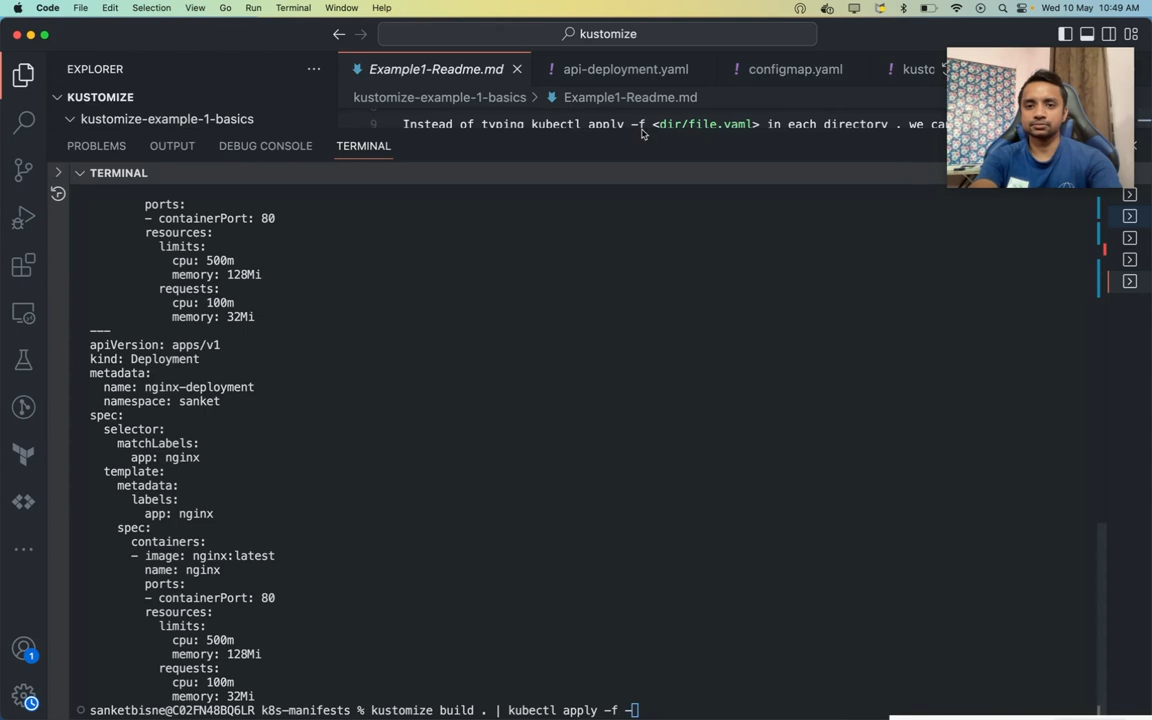 Code File Edit Selection View Go Run Terminal Window Help Wed 10 May 10:49 AM
kustomize
EXPLORER
Example1-Readme.md
api-deployment.yaml
configmap.yaml
kusto
KUSTOMIZE
kustomize-example-1-basics > Example1-Readme.md
kustomize-example-1-basics
9 Instead of typing kubectl apply -f <dir/file.yaml> in each directory , we ca
PROBLEMS OUTPUT DEBUG CONSOLE TERMINAL
TERMINAL
ports:
- containerPort: 80
resources:
limits:
cpu: 500m
memory: 128Mi
requests:
cpu: 100m
memory: 32Mi
---
apiVersion: apps/v1
kind: Deployment
metadata:
name: nginx-deployment
namespace: sanket
spec:
selector:
matchLabels:
app: nginx
template:
metadata:
labels:
app: nginx
spec:
containers:
- image: nginx:latest
name: nginx
ports:
- containerPort: 80
resources:
limits:
cpu: 500m
memory: 128Mi
requests:
cpu: 100m
memory: 32Mi
sanketbisne@C02FN48BQ6LR k8s-manifests % kustomize build . | kubectl apply -f -
1